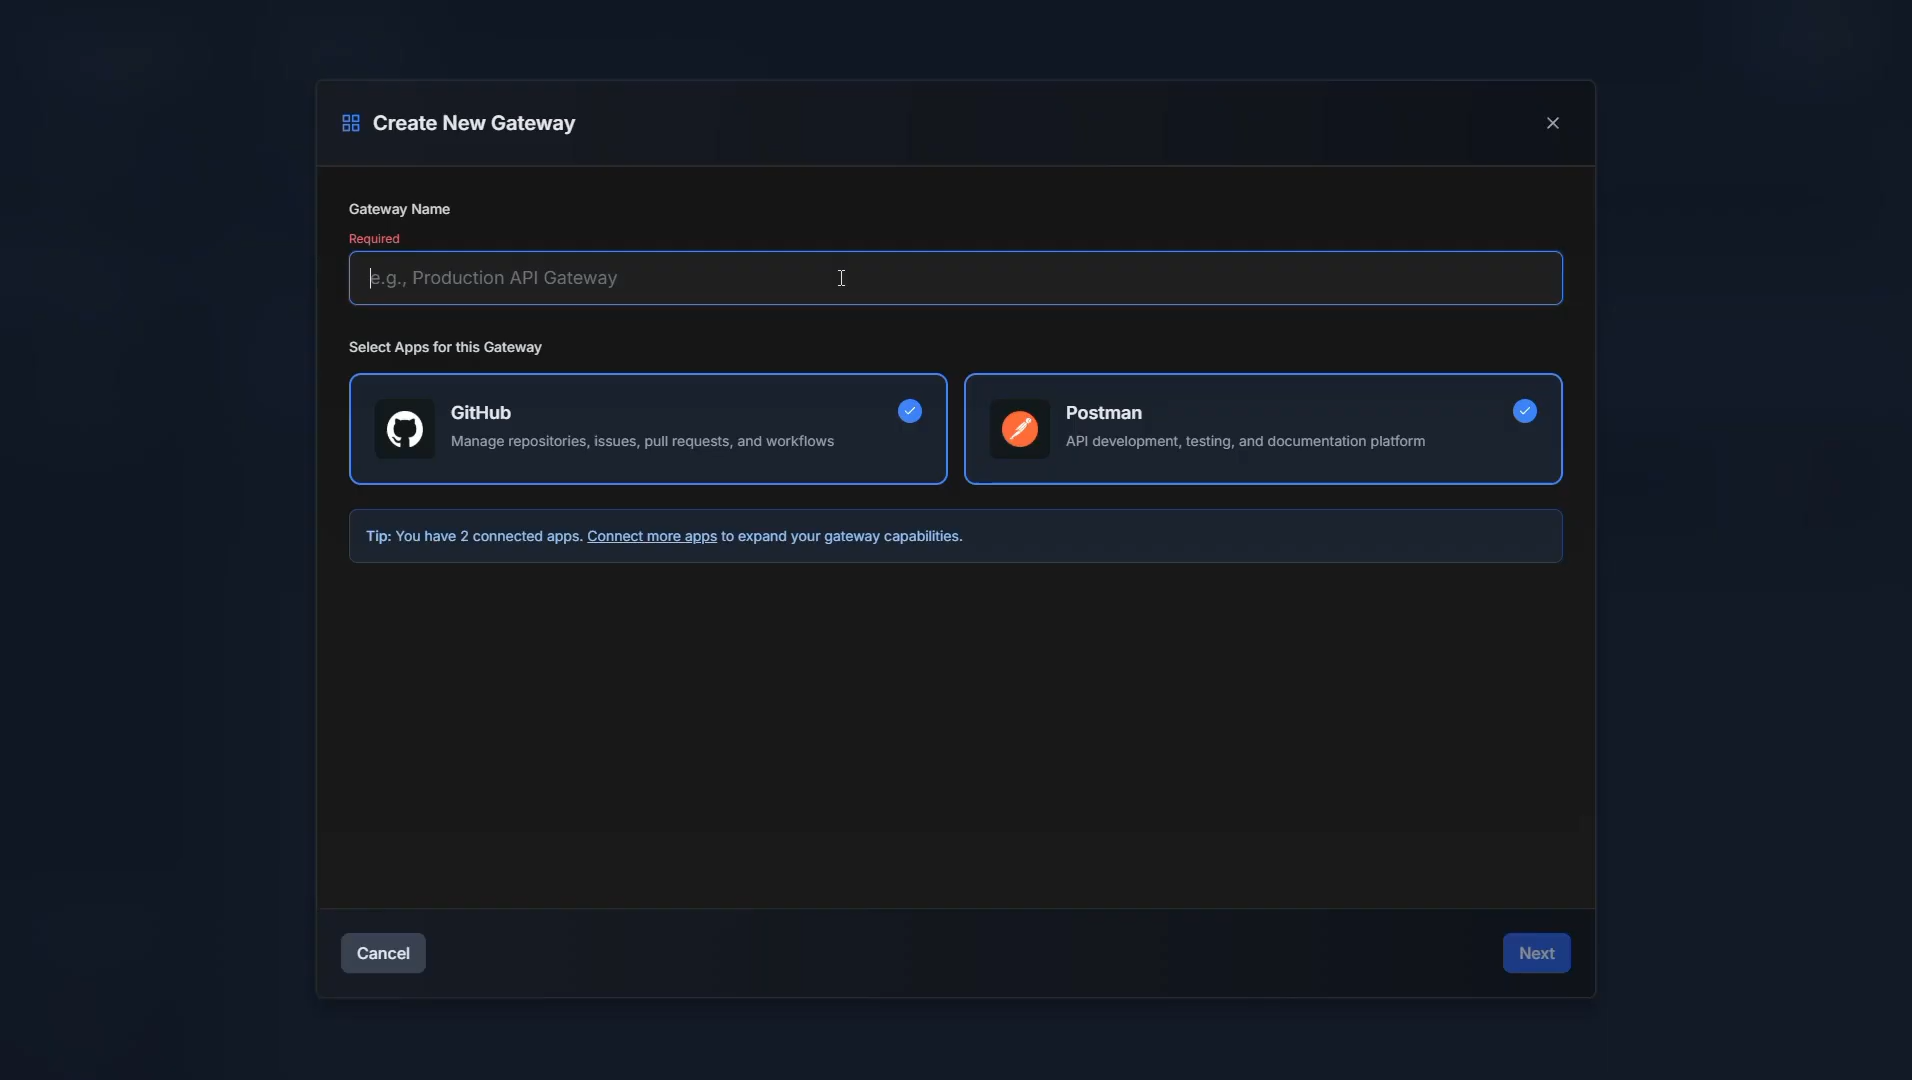 Create New Gateway
Gateway Name
Required
e.g., Production API Gateway
Select Apps for this Gateway
GitHub
Manage repositories, issues, pull requests, and workflows
Postman
API development, testing, and documentation platform
Tip: You have 2 connected apps. Connect more apps to expand your gateway capabilities.
Cancel
Next